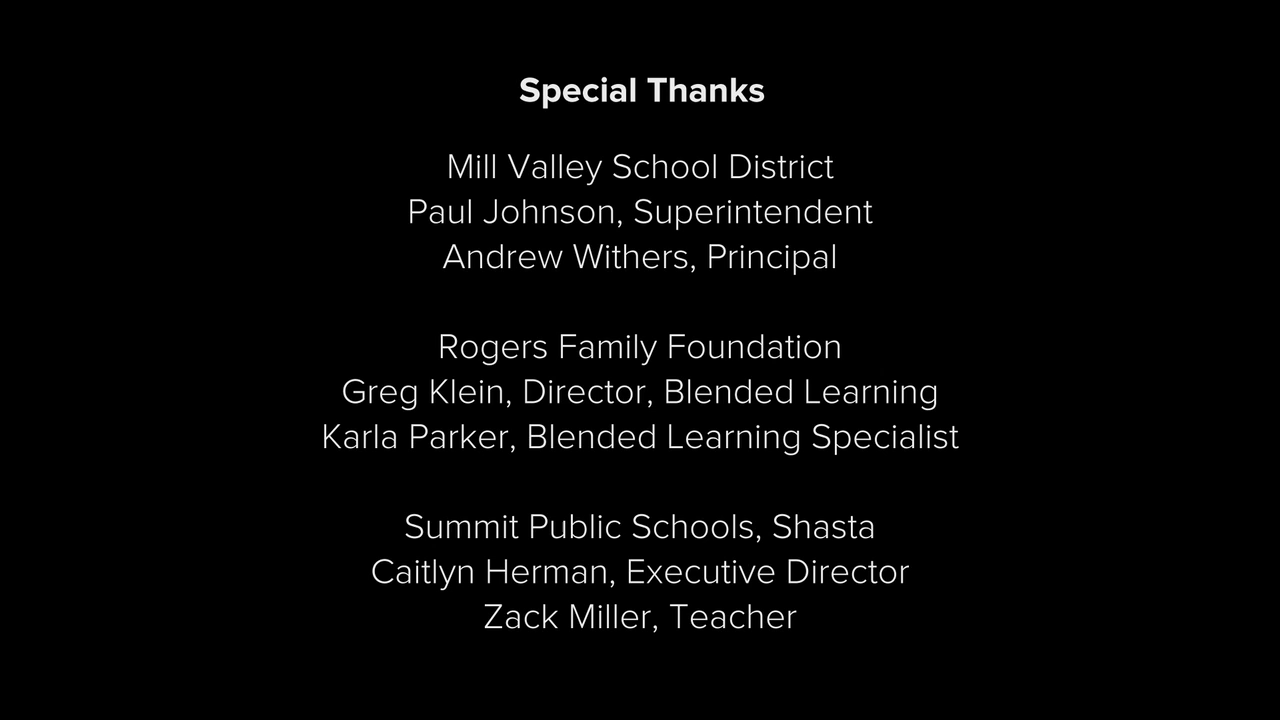 Special Thanks
Mill Valley School District
Paul Johnson, Superintendent
Andrew Withers, Principal
Rogers Family Foundation
Greg Klein, Director, Blended Learning
Karla Parker, Blended Learning Specialist
Summit Public Schools, Shasta
Caitlyn Herman, Executive Director
Zack Miller, Teacher